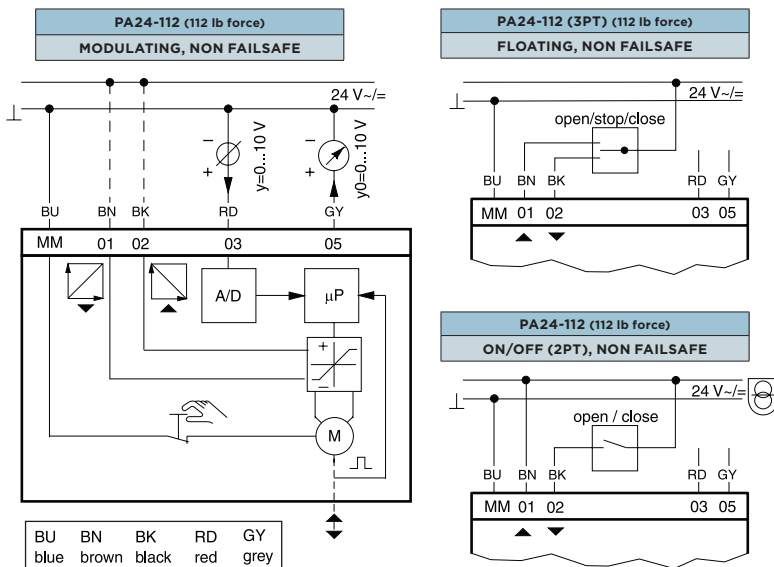 PA24-112 (112 lb force)
MODULATING, NON FAILSAFE
24 V~/=
⊥
− +
y=0...10 V
− +
y0=0...10 V
BU BN BK RD GY
MM 01 02 03 05
A/D
µP
+
−
M
BU BN BK RD GY
blue brown black red grey
PA24-112 (3PT) (112 lb force)
FLOATING, NON FAILSAFE
24 V~/=
⊥
open/stop/close
BU BN BK RD GY
MM 01 02 03 05
PA24-112 (112 lb force)
ON/OFF (2PT), NON FAILSAFE
24 V~/=
⊥
open / close
BU BN BK RD GY
MM 01 02 03 05